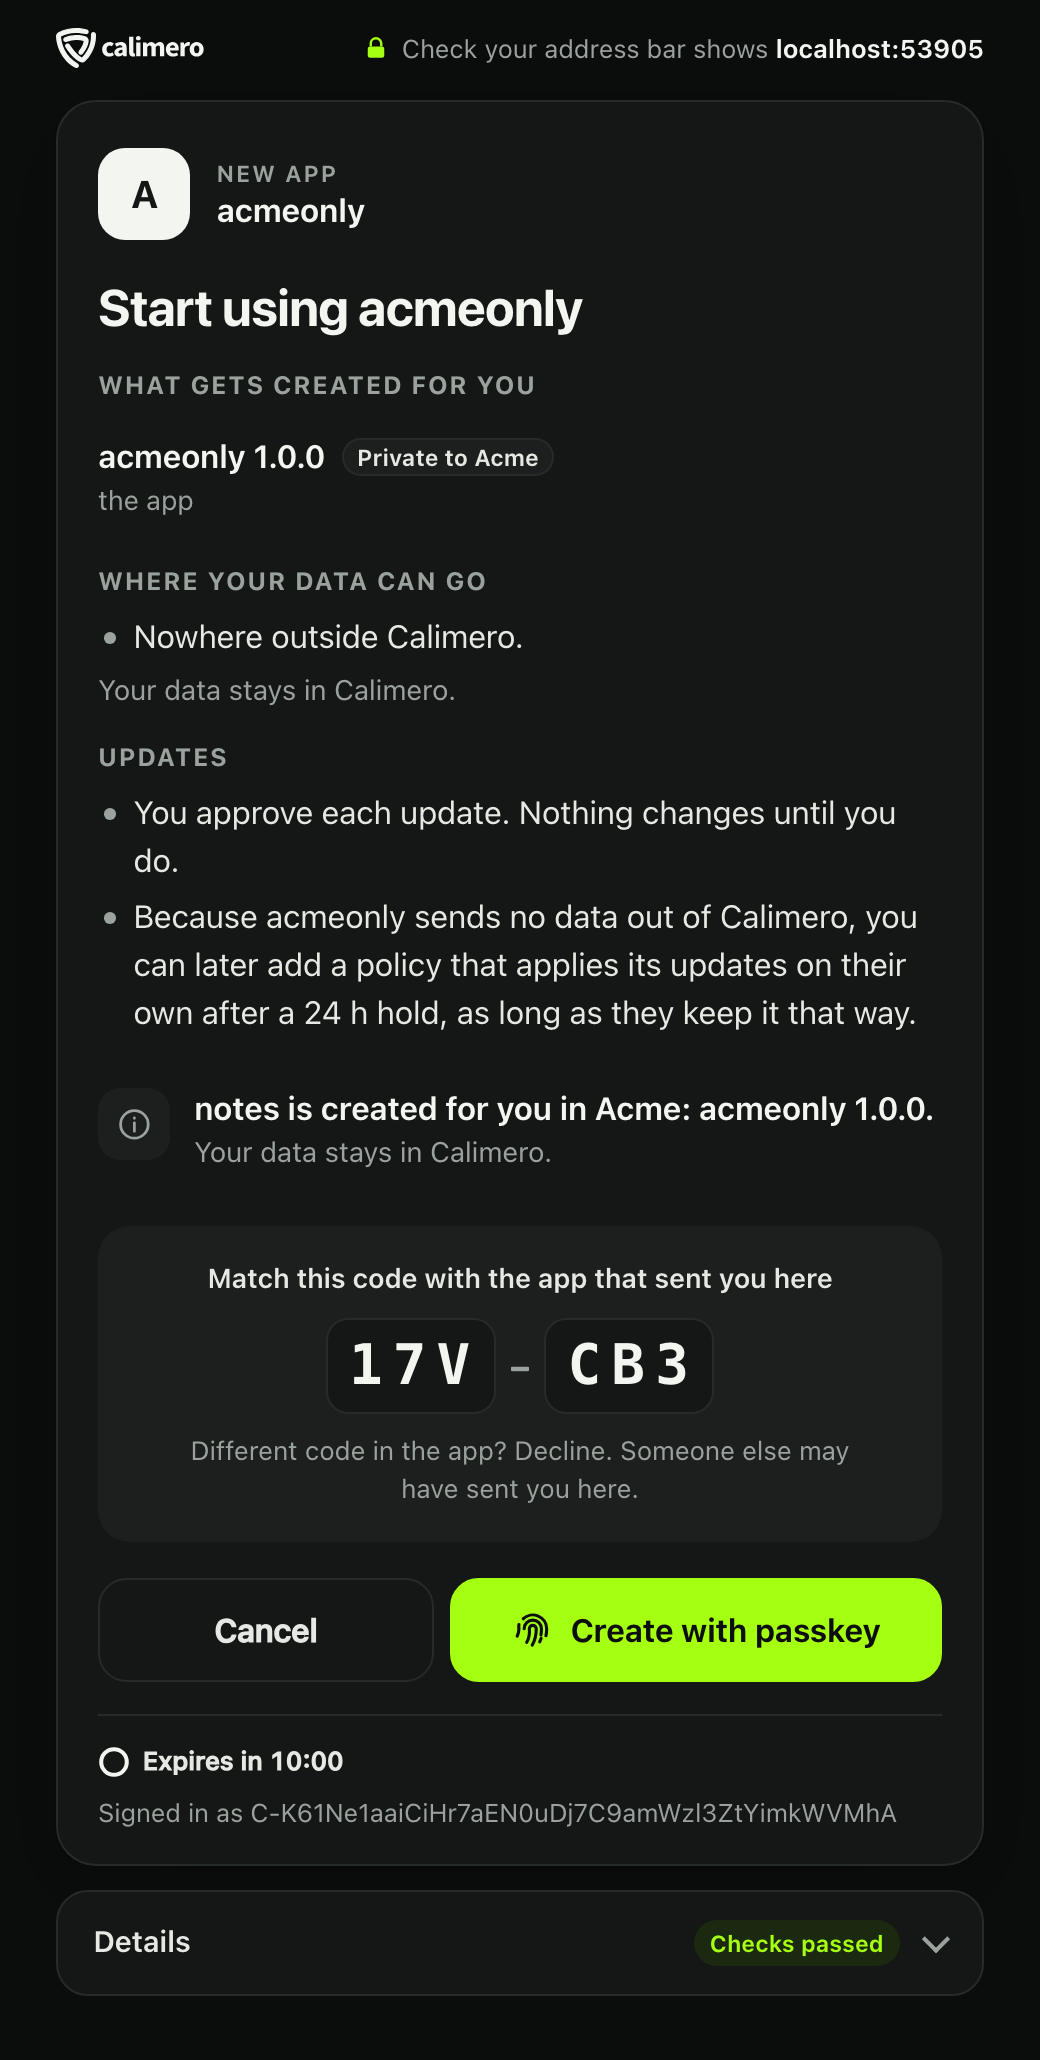 calimero
Check your address bar shows localhost:53905
A
NEW APP
acmeonly
Start using acmeonly
WHAT GETS CREATED FOR YOU
acmeonly 1.0.0 Private to Acme
the app
WHERE YOUR DATA CAN GO
Nowhere outside Calimero.
Your data stays in Calimero.
UPDATES
You approve each update. Nothing changes until you
do.
Because acmeonly sends no data out of Calimero, you
can later add a policy that applies its updates on their
own after a 24 h hold, as long as they keep it that way.
notes is created for you in Acme: acmeonly 1.0.0.
Your data stays in Calimero.
Match this code with the app that sent you here
17V - CB3
Different code in the app? Decline. Someone else may
have sent you here.
Cancel
Create with passkey
Expires in 10:00
Signed in as C-K61Ne1aaiCiHr7aEN0uDj7C9amWzl3ZtYimkWVMhA
Details
Checks passed